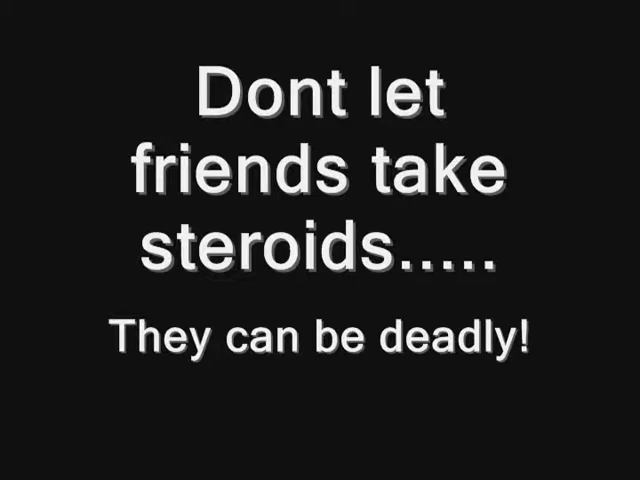 Dont let
friends take
steroids.....
They can be deadly!